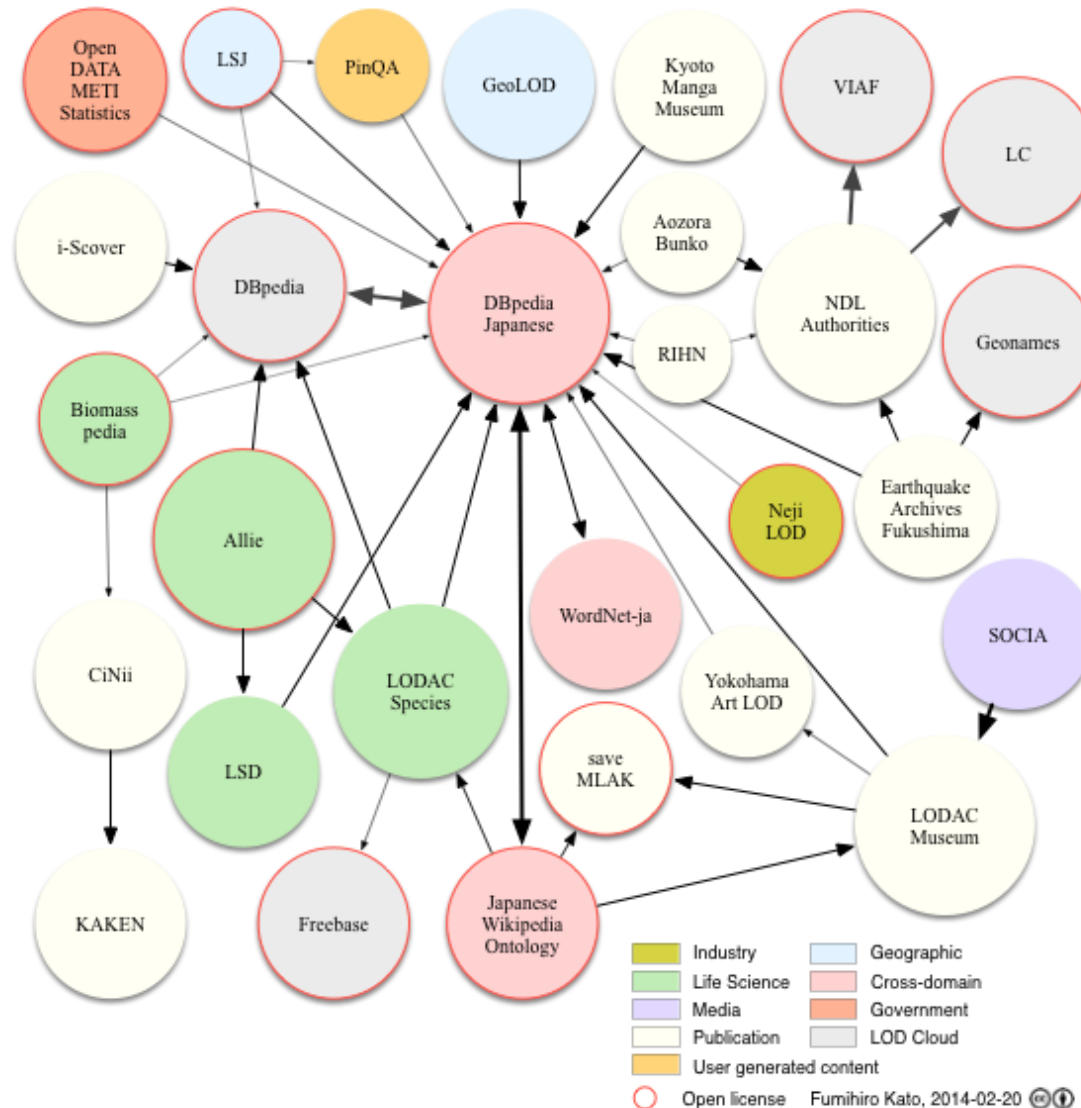 Open
DATA
METI
Statistics
LSJ
PinQA
GeoLOD
Kyoto
Manga
Museum
VIAF
LC
i-Scover
DBpedia
DBpedia
Japanese
Aozora
Bunko
NDL
Authorities
RIHN
Geonames
Biomass
pedia
Allie
Neji
LOD
Earthquake
Archives
Fukushima
CiNii
LSD
LODAC
Species
WordNet-ja
Yokohama
Art LOD
SOCIA
save
MLAK
LODAC
Museum
KAKEN
Freebase
Japanese
Wikipedia
Ontology
Industry
Geographic
Life Science
Cross-domain
Media
Government
Publication
LOD Cloud
User generated content
Open license
Fumihiro Kato, 2014-02-20
cc